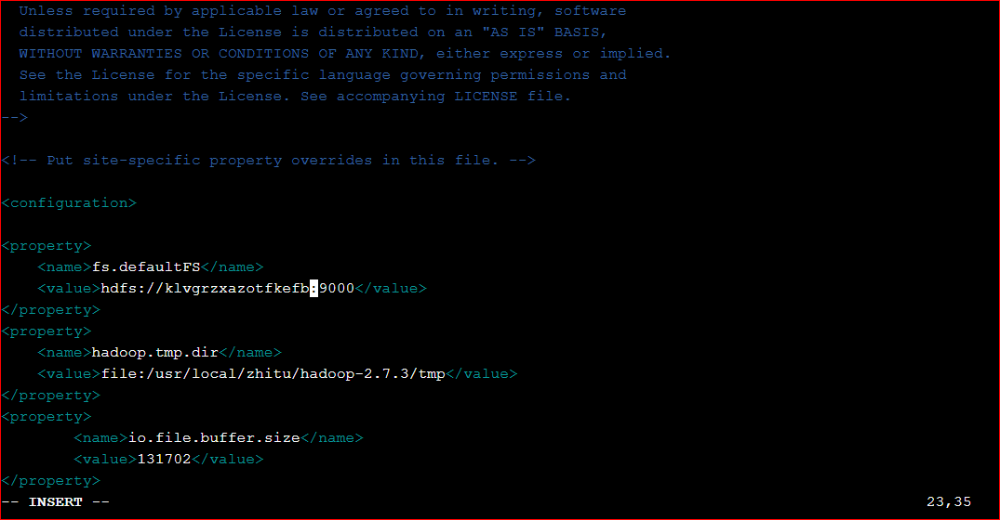 Unless required by applicable law or agreed to in writing, software
distributed under the License is distributed on an "AS IS" BASIS,
WITHOUT WARRANTIES OR CONDITIONS OF ANY KIND, either express or implied.
See the License for the specific language governing permissions and
limitations under the License. See accompanying LICENSE file.
-->
<!-- Put site-specific property overrides in this file. -->
<configuration>
<property>
<name>fs.defaultFS</name>
<value>hdfs://klvgrzxazotfkefb:9000</value>
</property>
<property>
<name>hadoop.tmp.dir</name>
<value>file:/usr/local/zhitu/hadoop-2.7.3/tmp</value>
</property>
<property>
<name>io.file.buffer.size</name>
<value>131702</value>
</property>
-- INSERT -- 23,35